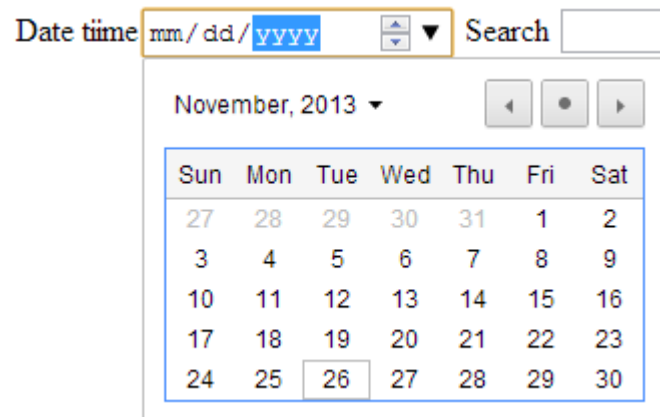 Date tiime mm/dd/yyyy Search
November, 2013
Sun Mon Tue Wed Thu Fri Sat
27 28 29 30 31 1 2
3 4 5 6 7 8 9
10 11 12 13 14 15 16
17 18 19 20 21 22 23
24 25 26 27 28 29 30